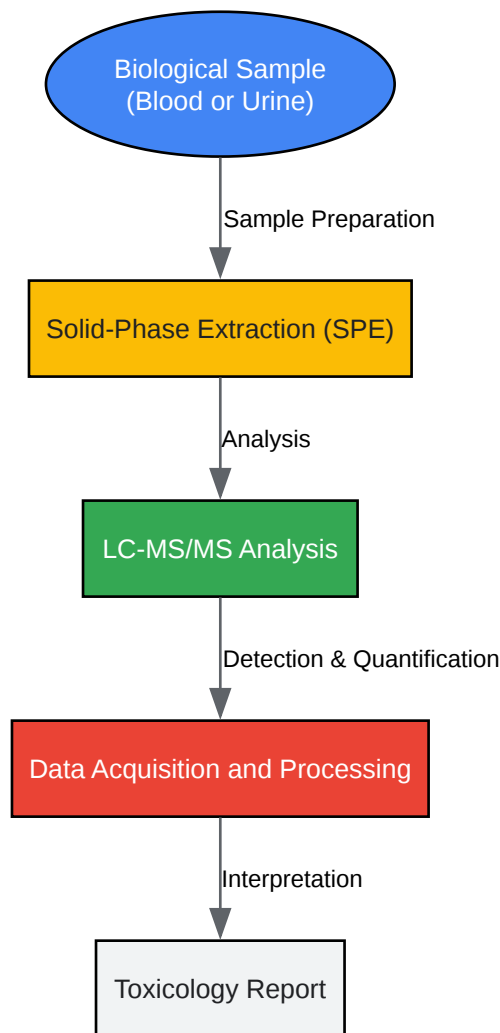 Biological Sample
(Blood or Urine)
Sample Preparation
Solid-Phase Extraction (SPE)
Analysis
LC-MS/MS Analysis
Detection & Quantification
Data Acquisition and Processing
Interpretation
Toxicology Report